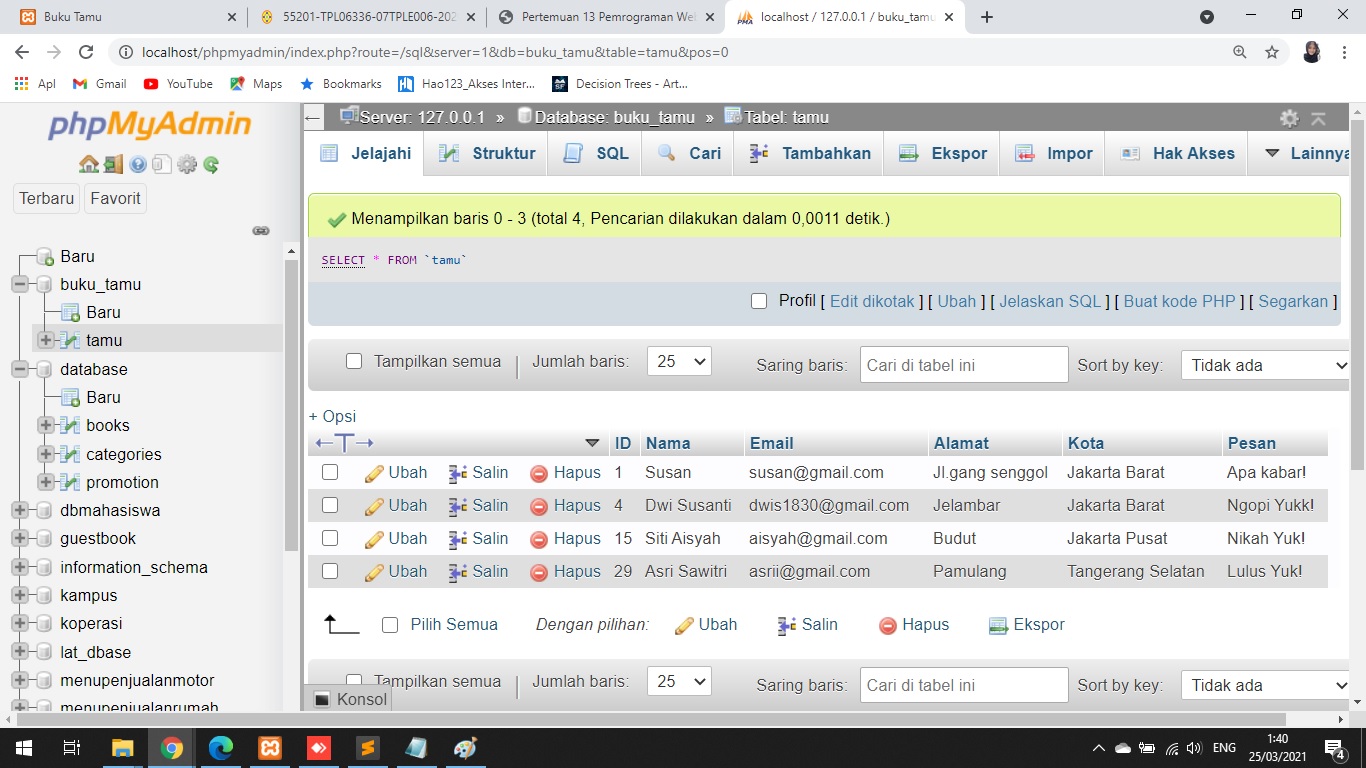 Buku Tamu
55201-TPL06336-07TPLE006-202
Pertemuan 13 Pemrograman We
localhost / 127.0.0.1 / buku_tamu
localhost/phpmyadmin/index.php?route=/sql&server=1&db=buku_tamu&table=tamu&pos=0
Apl Gmail YouTube Maps Bookmarks Hao123_Akses Inter... Decision Trees - Art...
phpMyAdmin
Terbaru Favorit
Baru
buku_tamu
Baru
tamu
database
Baru
books
categories
promotion
dbmahasiswa
guestbook
information_schema
kampus
koperasi
lat_dbase
menupenjualanmotor
menupenjualanrumah
Server: 127.0.0.1 » Database: buku_tamu » Tabel: tamu
Jelajahi Struktur SQL Cari Tambahkan Ekspor Impor Hak Akses Lainnya
Menampilkan baris 0 - 3 (total 4, Pencarian dilakukan dalam 0,0011 detik.)
SELECT * FROM `tamu`
Profil [ Edit dikotak ] [ Ubah ] [ Jelaskan SQL ] [ Buat kode PHP ] [ Segarkan ]
Tampilkan semua | Jumlah baris: 25 Saring baris: Cari di tabel ini Sort by key: Tidak ada
+ Opsi
←T→ ID Nama Email Alamat Kota Pesan
Ubah Salin Hapus 1 Susan susan@gmail.com Jl.gang senggol Jakarta Barat Apa kabar!
Ubah Salin Hapus 4 Dwi Susanti dwis1830@gmail.com Jelambar Jakarta Barat Ngopi Yukk!
Ubah Salin Hapus 15 Siti Aisyah aisyah@gmail.com Budut Jakarta Pusat Nikah Yuk!
Ubah Salin Hapus 29 Asri Sawitri asrii@gmail.com Pamulang Tangerang Selatan Lulus Yuk!
Pilih Semua Dengan pilihan: Ubah Salin Hapus Ekspor
Tampilkan semua | Jumlah baris: 25 Saring baris: Cari di tabel ini Sort by key: Tidak ada
Konsol
ENG
1:40
25/03/2021
4